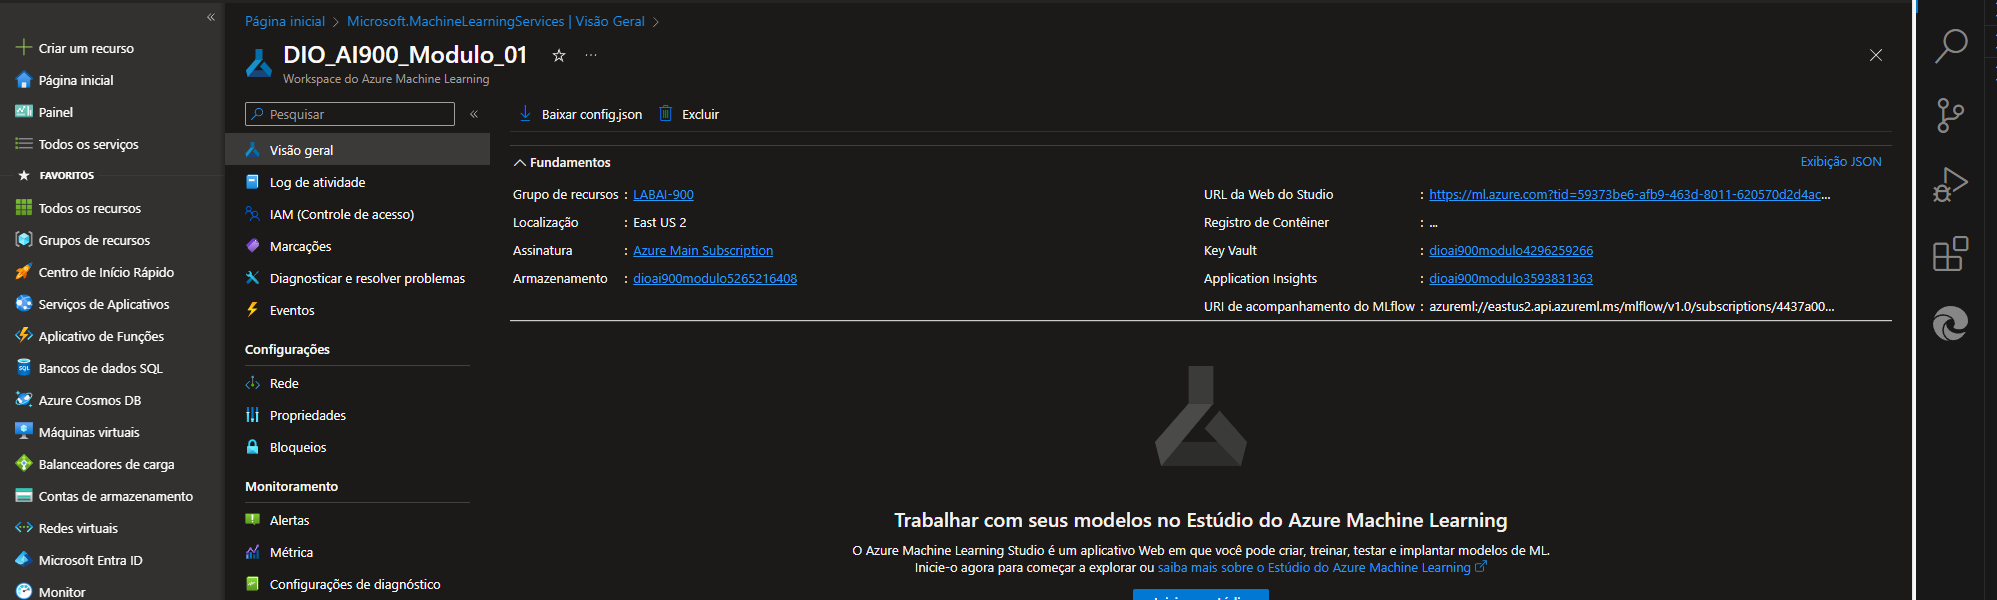 «
Criar um recurso
Página inicial
Painel
Todos os serviços
FAVORITOS
Todos os recursos
Grupos de recursos
Centro de Início Rápido
Serviços de Aplicativos
Aplicativo de Funções
Bancos de dados SQL
Azure Cosmos DB
Máquinas virtuais
Balanceadores de carga
Contas de armazenamento
Redes virtuais
Microsoft Entra ID
Monitor
Página inicial > Microsoft.MachineLearningServices | Visão Geral >
DIO_AI900_Modulo_01
Workspace do Azure Machine Learning
Pesquisar «
Visão geral
Log de atividade
IAM (Controle de acesso)
Marcações
Diagnosticar e resolver problemas
Eventos
Configurações
Rede
Propriedades
Bloqueios
Monitoramento
Alertas
Métrica
Configurações de diagnóstico
Baixar config.json Excluir
Fundamentos Exibição JSON
Grupo de recursos : LABAI-900
Localização : East US 2
Assinatura : Azure Main Subscription
Armazenamento : dioai900modulo5265216408
URL da Web do Studio : https://ml.azure.com?tid=59373be6-afb9-463d-8011-620570d2d4ac...
Registro de Contêiner : ...
Key Vault : dioai900modulo4296259266
Application Insights : dioai900modulo3593831363
URI de acompanhamento do MLflow : azureml://eastus2.api.azureml.ms/mlflow/v1.0/subscriptions/4437a00...
Trabalhar com seus modelos no Estúdio do Azure Machine Learning
O Azure Machine Learning Studio é um aplicativo Web em que você pode criar, treinar, testar e implantar modelos de ML.
Inicie-o agora para começar a explorar ou saiba mais sobre o Estúdio do Azure Machine Learning